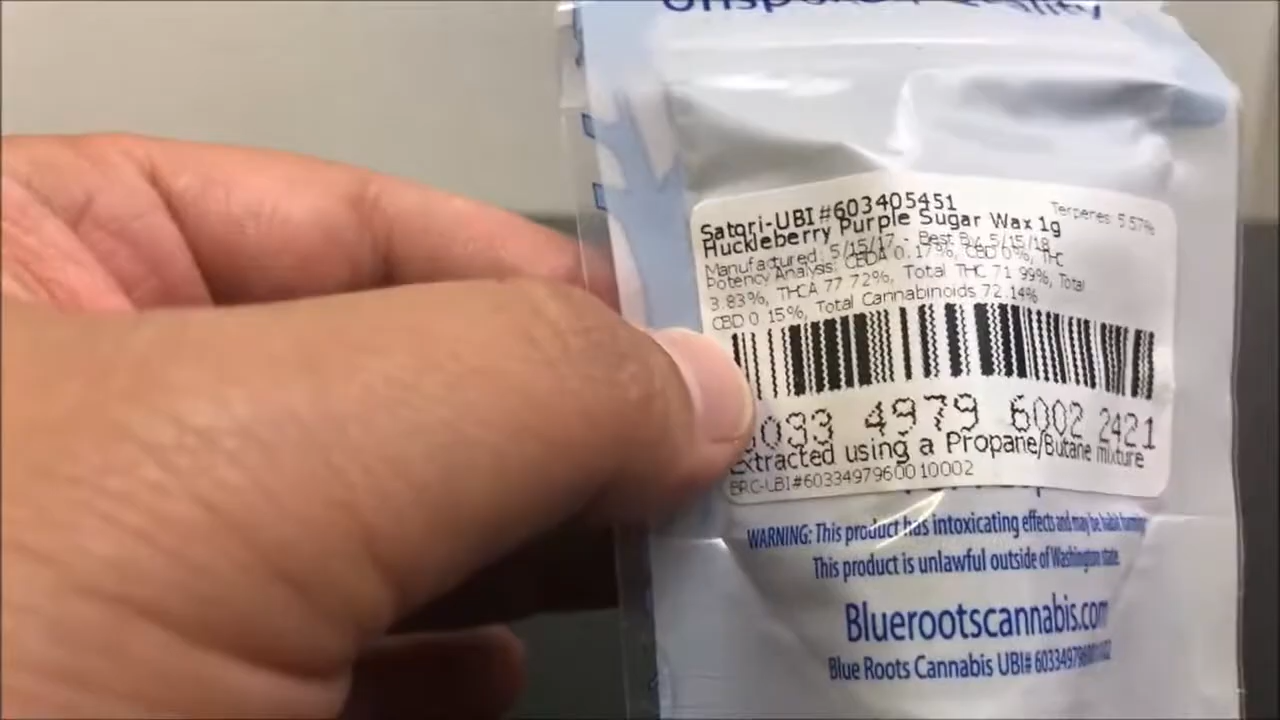 Satori-UBI#603405451
Terpenes 5.57%
Huckleberry Purple Sugar Wax 1g
Manufactured: 5/15/17 - Best By: 5/15/18
Potency Analysis: CBDA 0.17%, CBD 0%, THC
3.83%, THCA 77.72%, Total THC 71.99%, Total
CBD 0.15%, Total Cannabinoids 72.14%
033 4979 6002 2421
Extracted using a Propane/Butane mixture
BRC-UBI#6033497960010002
WARNING: This product has intoxicating effects and may be habit forming
This product is unlawful outside of Washington state.
Bluerootscannabis.com
Blue Roots Cannabis UBI#